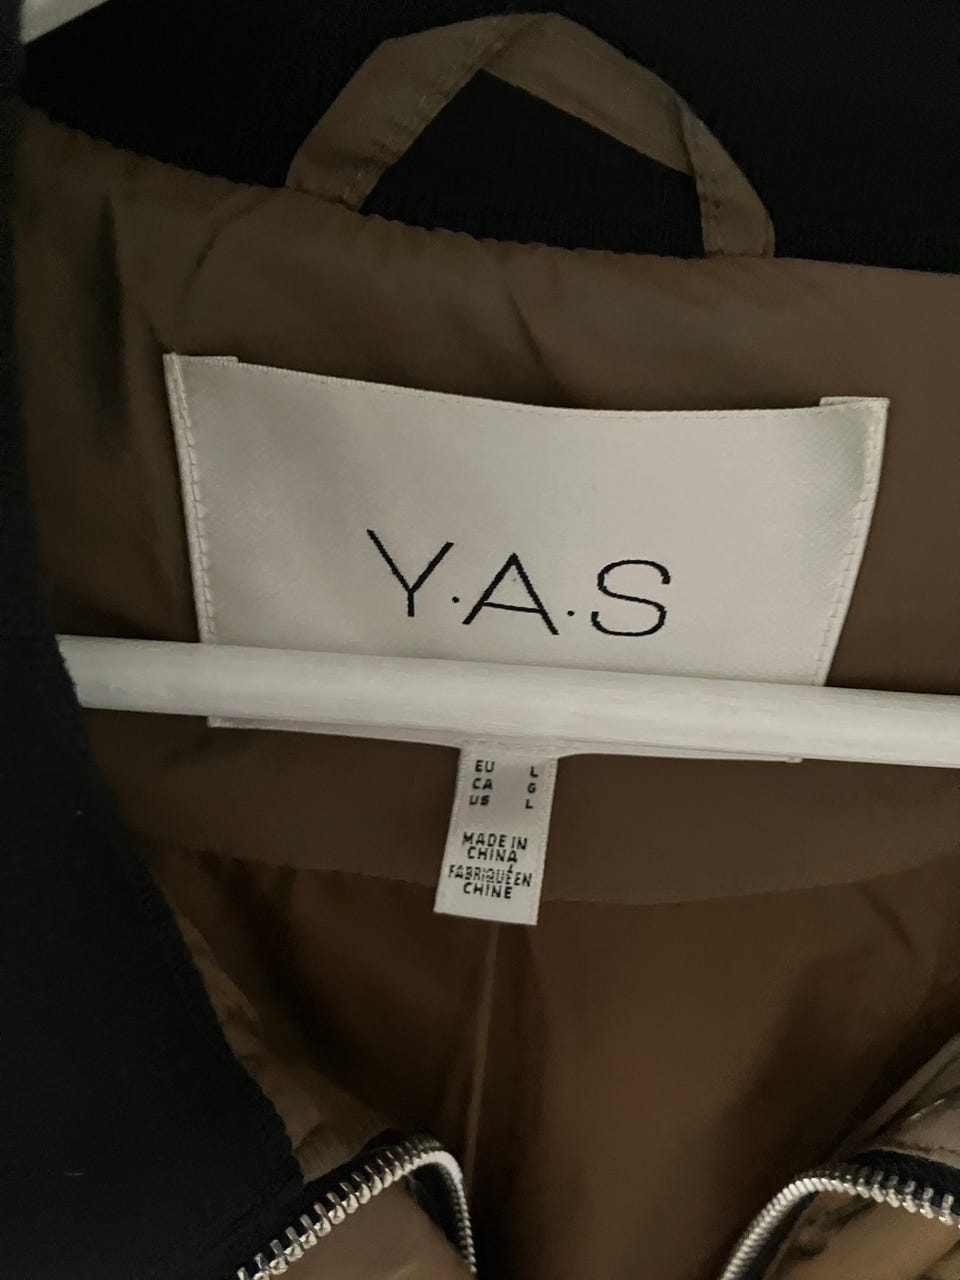 Y.A.S
EU L
CA G
US L
MADE IN
CHINA
FABRIQUÉ EN
CHINE